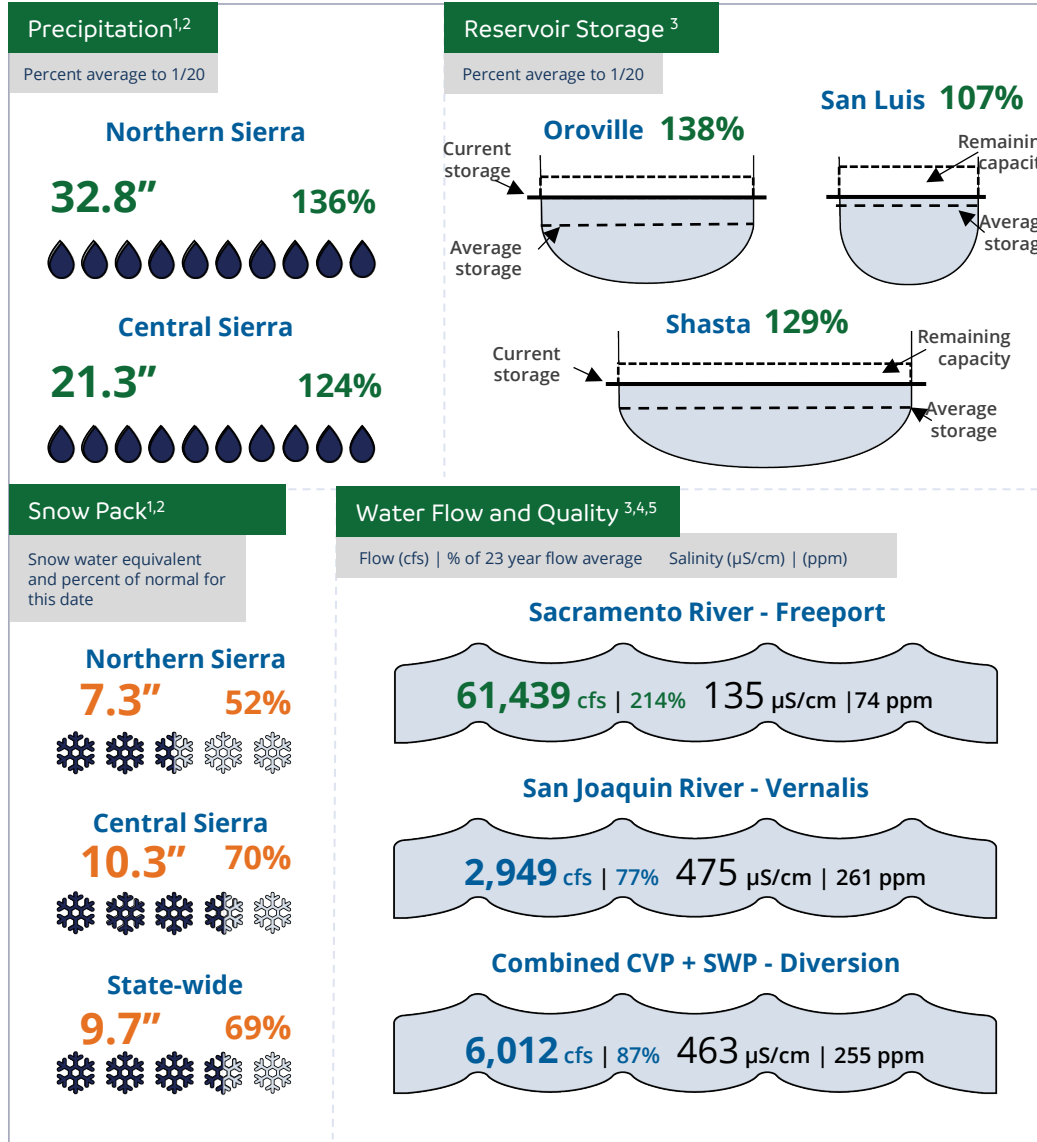 Precipitation1,2
Percent average to 1/20
Northern Sierra
32.8″ 136%
Central Sierra
21.3″ 124%
Reservoir Storage 3
Percent average to 1/20
Oroville 138%
Current
storage
Average
storage
San Luis 107%
capacit
Shasta 129%
Current
storage
Remaining
capacity
Average
storage
Snow Pack1,2
Snow water equivalent
and percent of normal for
this date
Northern Sierra
7.3″ 52%
Central Sierra
10.3″ 70%
State-wide
9.7″ 69%
Water Flow and Quality 3,4,5
Flow (cfs) | % of 23 year flow average Salinity (µS/cm) | (ppm)
Sacramento River - Freeport
61,439 cfs | 214% 135 µS/cm |74 ppm
San Joaquin River - Vernalis
2,949 cfs | 77% 475 µS/cm | 261 ppm
Combined CVP + SWP - Diversion
6,012 cfs | 87% 463 µS/cm | 255 ppm